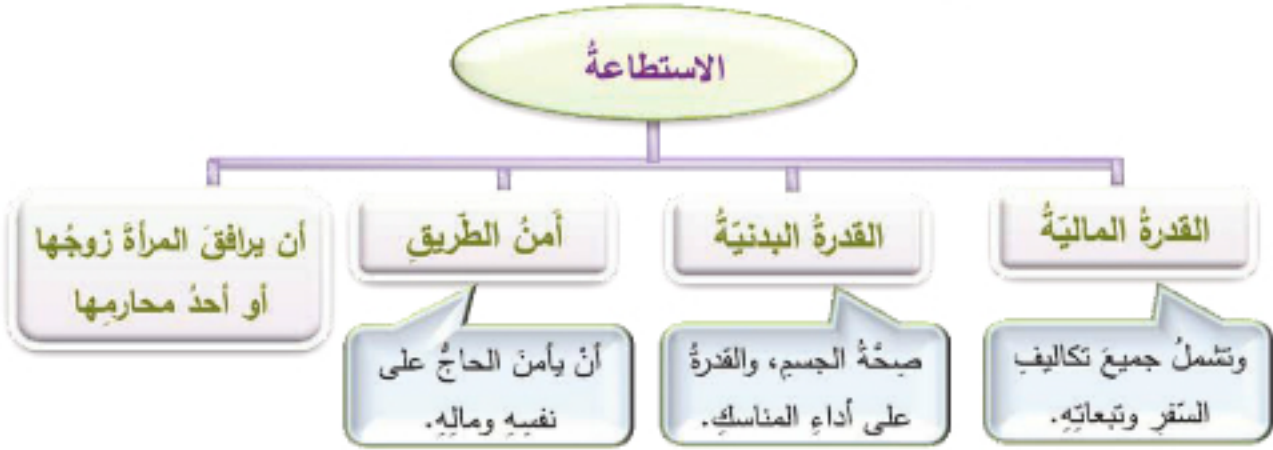 الاستطاعةُ
القدرةُ الماليّةُ
وتشملُ جميعَ تكاليفِ
السّفرِ وتبعاتِهِ.
القدرةُ البدنيّةُ
صِحَّةُ الجسمِ، والقدرةُ
على أداءِ المناسكِ.
أَمنُ الطّريقِ
أنْ يأمنَ الحاجُّ على
نفسِهِ ومالِهِ.
أن يرافقَ المرأةَ زوجُها
أو أحدُ محارمِها